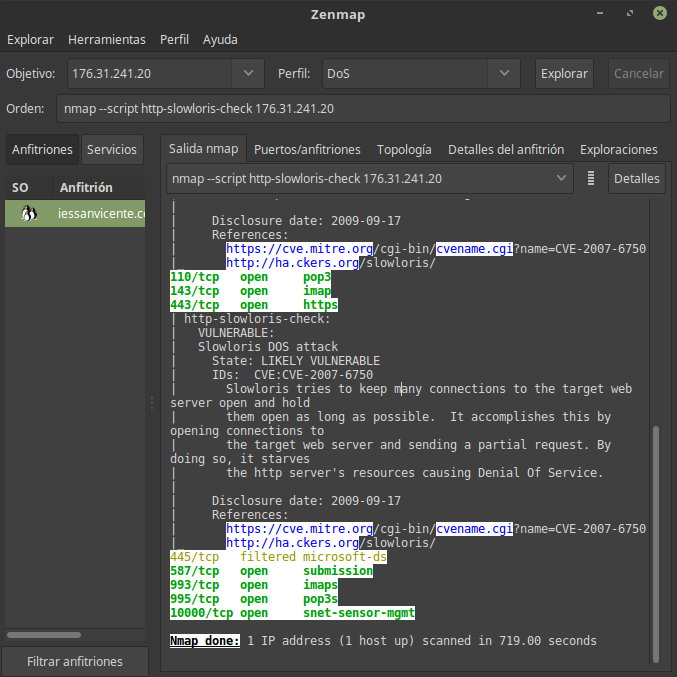 Zenmap
Explorar Herramientas Perfil Ayuda
Objetivo: 176.31.241.20 Perfil: DoS Explorar Cancelar
Orden: nmap --script http-slowloris-check 176.31.241.20
Anfitriones Servicios
SO Anfitrión
iessanvicente.c
Filtrar anfitriones
Salida nmap Puertos/anfitriones Topología Detalles del anfitrión Exploraciones
nmap --script http-slowloris-check 176.31.241.20 Detalles
|
| Disclosure date: 2009-09-17
| References:
| https://cve.mitre.org/cgi-bin/cvename.cgi?name=CVE-2007-6750
|_ http://ha.ckers.org/slowloris/
110/tcp open pop3
143/tcp open imap
443/tcp open https
| http-slowloris-check:
| VULNERABLE:
| Slowloris DOS attack
| State: LIKELY VULNERABLE
| IDs: CVE:CVE-2007-6750
| Slowloris tries to keep many connections to the target web
server open and hold
| them open as long as possible. It accomplishes this by
opening connections to
| the target web server and sending a partial request. By
doing so, it starves
| the http server's resources causing Denial Of Service.
|
| Disclosure date: 2009-09-17
| References:
| https://cve.mitre.org/cgi-bin/cvename.cgi?name=CVE-2007-6750
|_ http://ha.ckers.org/slowloris/
445/tcp filtered microsoft-ds
587/tcp open submission
993/tcp open imaps
995/tcp open pop3s
10000/tcp open snet-sensor-mgmt
Nmap done: 1 IP address (1 host up) scanned in 719.00 seconds